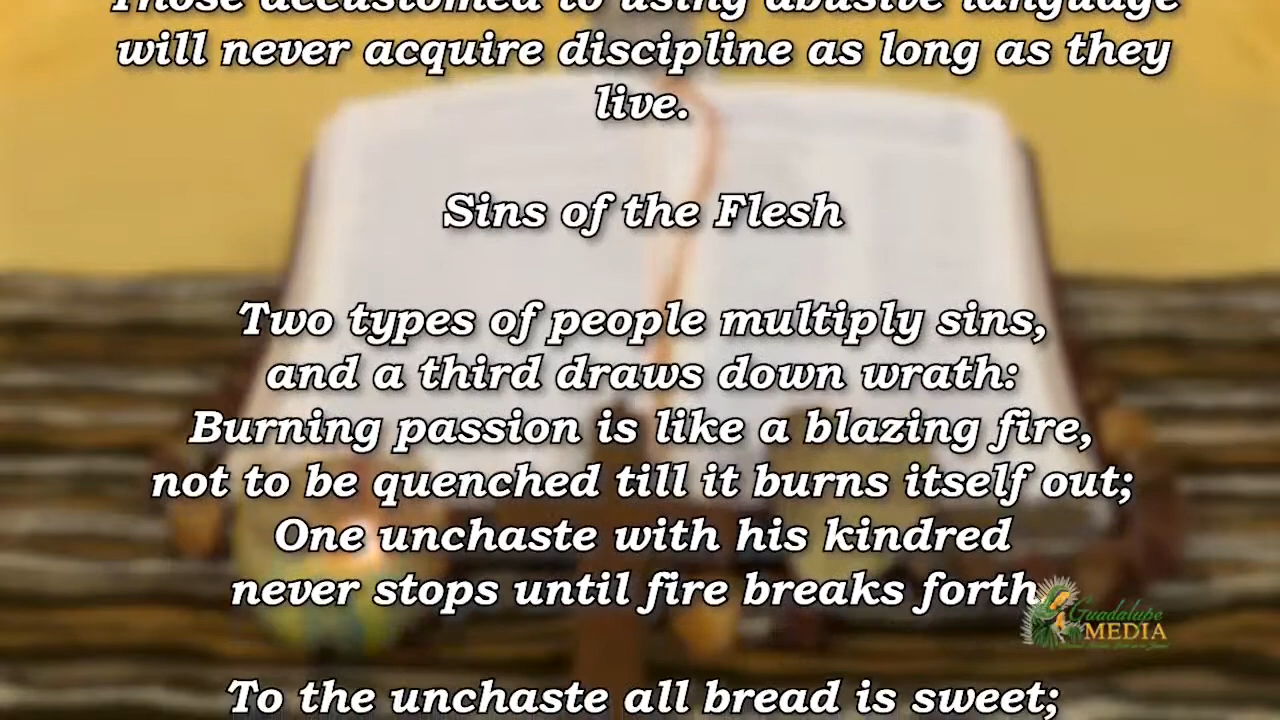 Those accustomed to using abusive language
will never acquire discipline as long as they
live.
Sins of the Flesh
Two types of people multiply sins,
and a third draws down wrath:
Burning passion is like a blazing fire,
not to be quenched till it burns itself out;
One unchaste with his kindred
never stops until fire breaks forth.
Guadalupe
MEDIA
To the unchaste all bread is sweet;